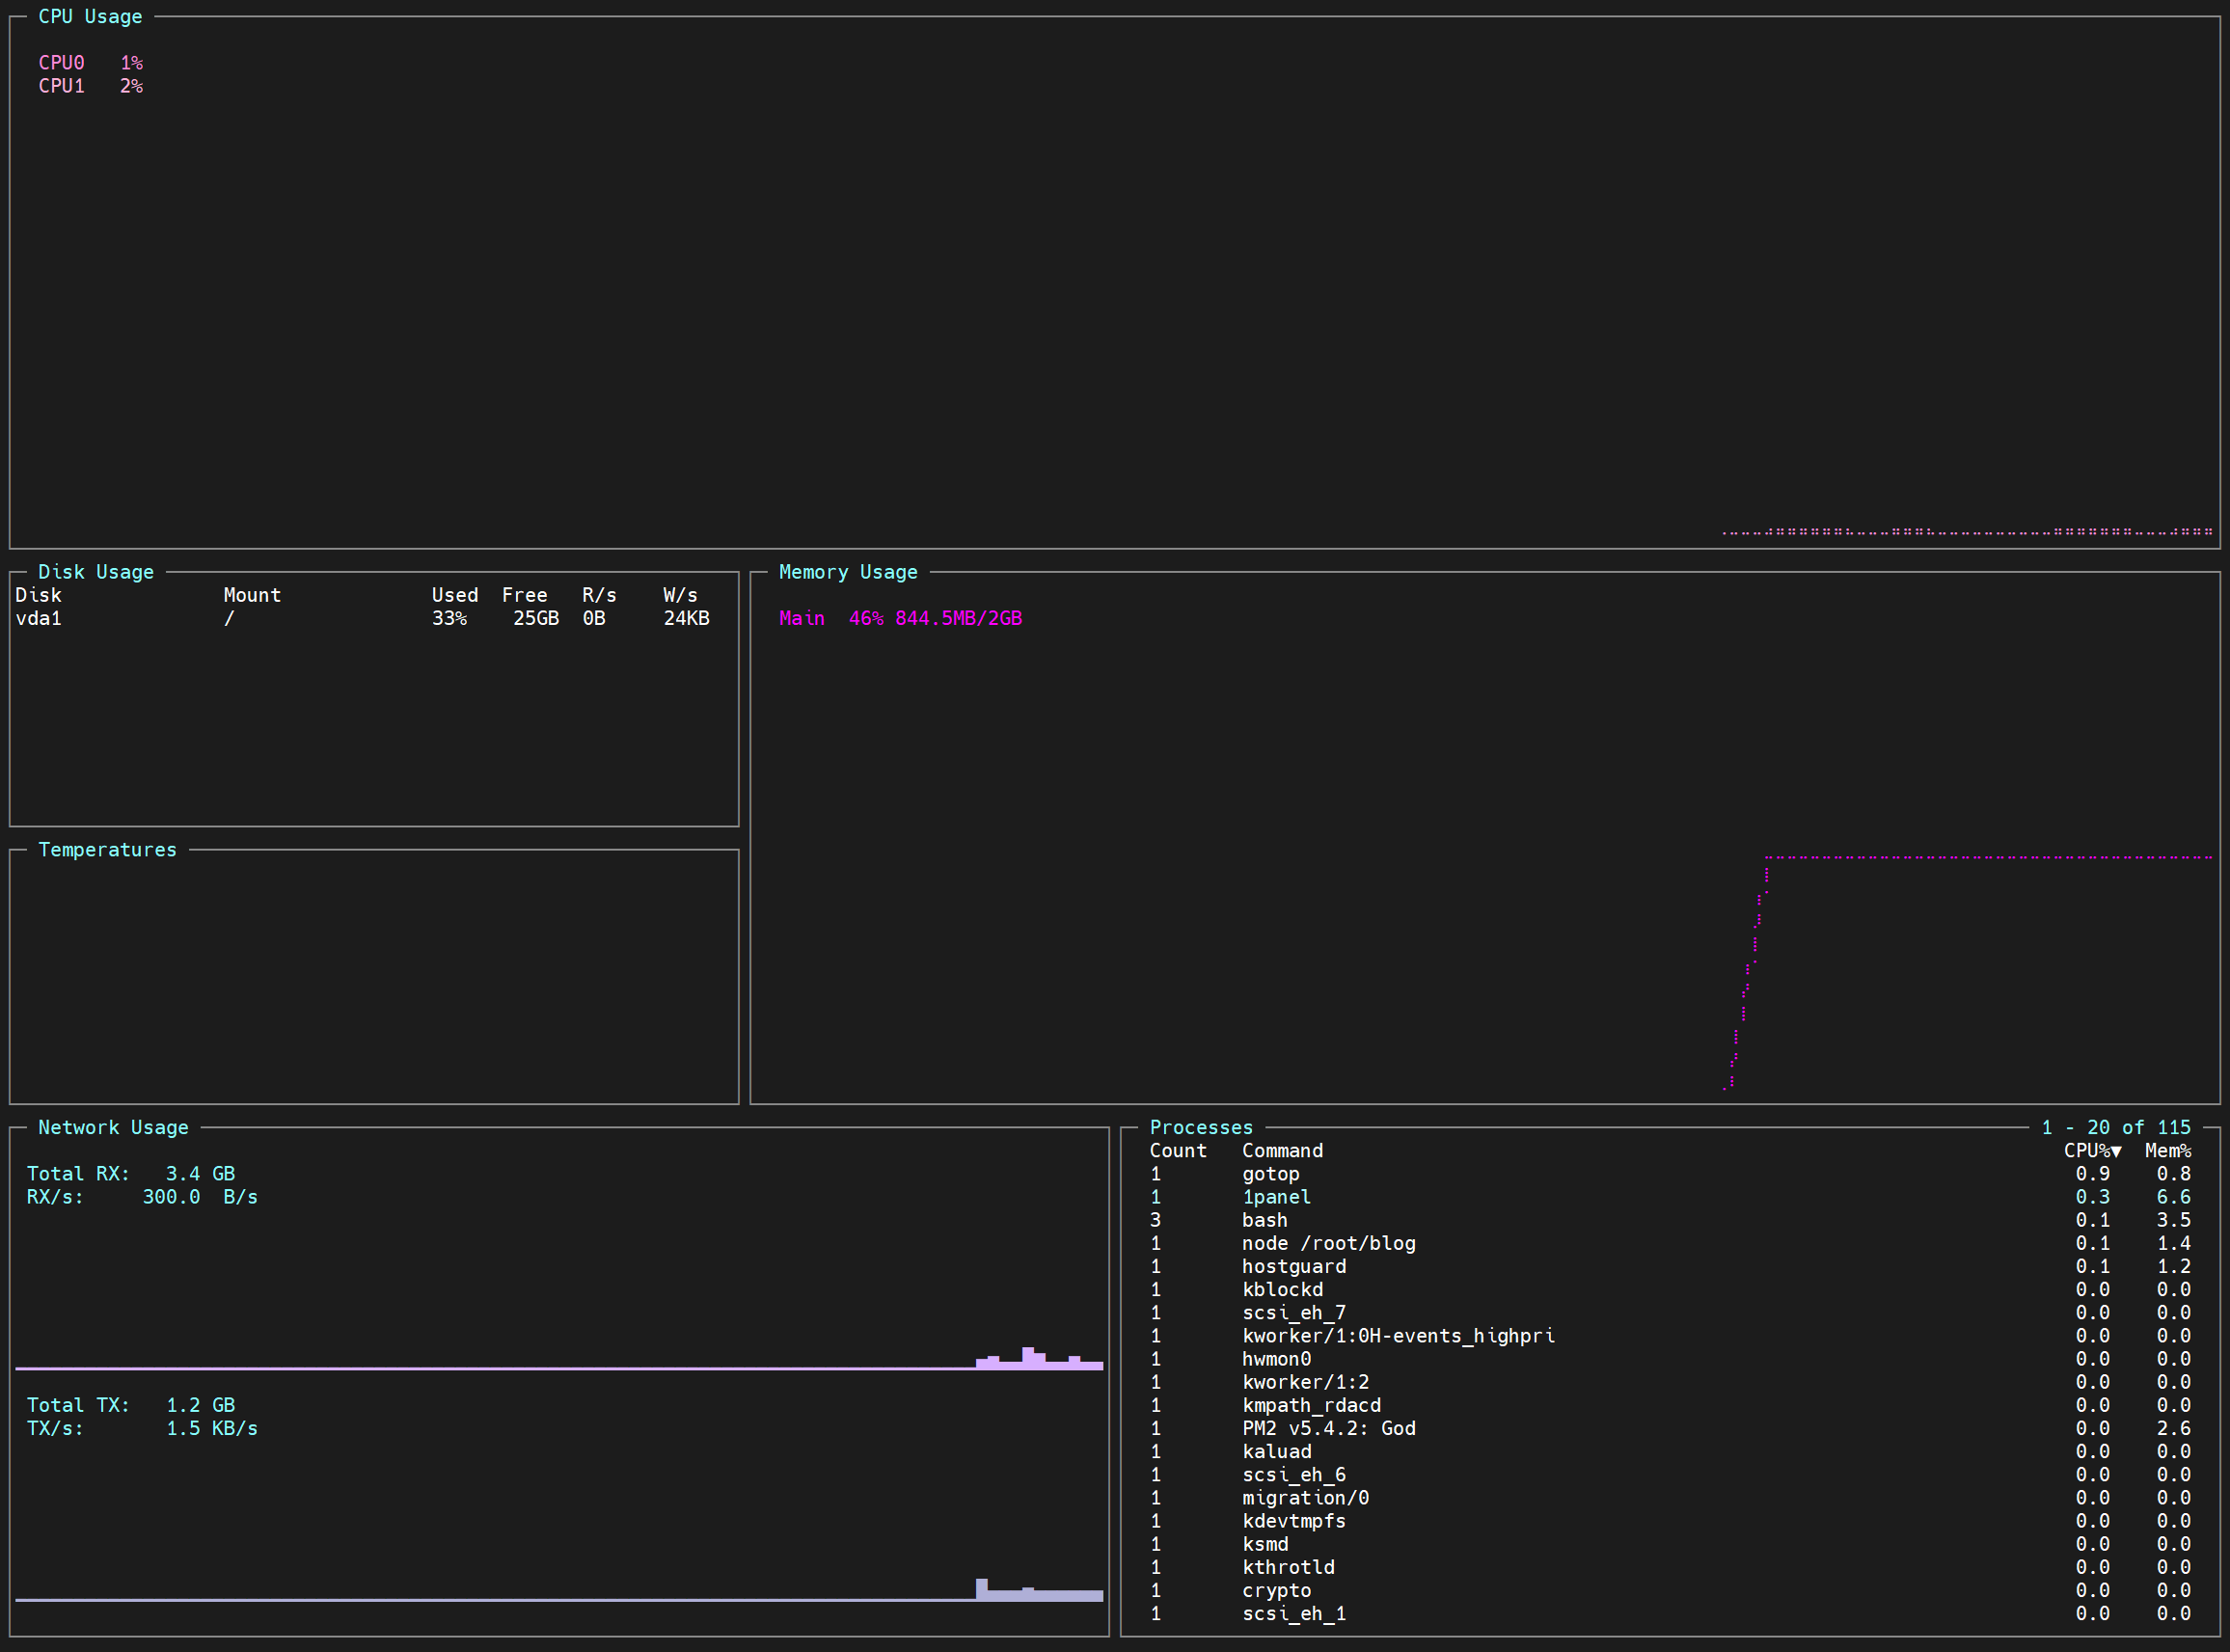 CPU Usage
CPU0 1%
CPU1 2%
Disk Usage
Disk Mount Used Free R/s W/s
vda1 / 33% 25GB 0B 24KB
Memory Usage
Main 46% 844.5MB/2GB
Temperatures
Network Usage
Total RX: 3.4 GB
RX/s: 300.0 B/s
Total TX: 1.2 GB
TX/s: 1.5 KB/s
Processes 1 - 20 of 115
Count Command CPU%▼ Mem%
1 gotop 0.9 0.8
1 1panel 0.3 6.6
3 bash 0.1 3.5
1 node /root/blog 0.1 1.4
1 hostguard 0.1 1.2
1 kblockd 0.0 0.0
1 scsi_eh_7 0.0 0.0
1 kworker/1:0H-events_highpri 0.0 0.0
1 hwmon0 0.0 0.0
1 kworker/1:2 0.0 0.0
1 kmpath_rdacd 0.0 0.0
1 PM2 v5.4.2: God 0.0 2.6
1 kaluad 0.0 0.0
1 scsi_eh_6 0.0 0.0
1 migration/0 0.0 0.0
1 kdevtmpfs 0.0 0.0
1 ksmd 0.0 0.0
1 kthrotld 0.0 0.0
1 crypto 0.0 0.0
1 scsi_eh_1 0.0 0.0